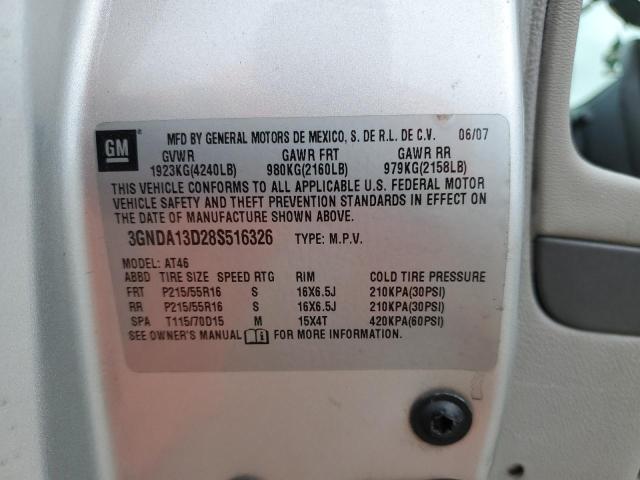 GM
MFD BY GENERAL MOTORS DE MEXICO, S. DE R.L. DE C.V. 06/07
GVWR GAWR FRT GAWR RR
1923KG(4240LB) 980KG(2160LB) 979KG(2158LB)
THIS VEHICLE CONFORMS TO ALL APPLICABLE U.S. FEDERAL MOTOR
VEHICLE SAFETY AND THEFT PREVENTION STANDARDS IN EFFECT ON
THE DATE OF MANUFACTURE SHOWN ABOVE.
3GNDA13D28S516326 TYPE: M.P.V.
MODEL: AT46
ABBD TIRE SIZE SPEED RTG RIM COLD TIRE PRESSURE
FRT P215/55R16 S 16X6.5J 210KPA(30PSI)
RR P215/55R16 S 16X6.5J 210KPA(30PSI)
SPA T115/70D15 M 15X4T 420KPA(60PSI)
SEE OWNER'S MANUAL FOR MORE INFORMATION.